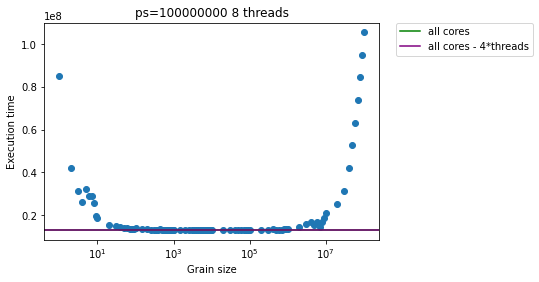 ps=100000000 8 threads
1e8
all cores
all cores - 4*threads
1.0
0.8
0.6
0.4
0.2
Execution time
10^1
10^3
10^5
10^7
Grain size